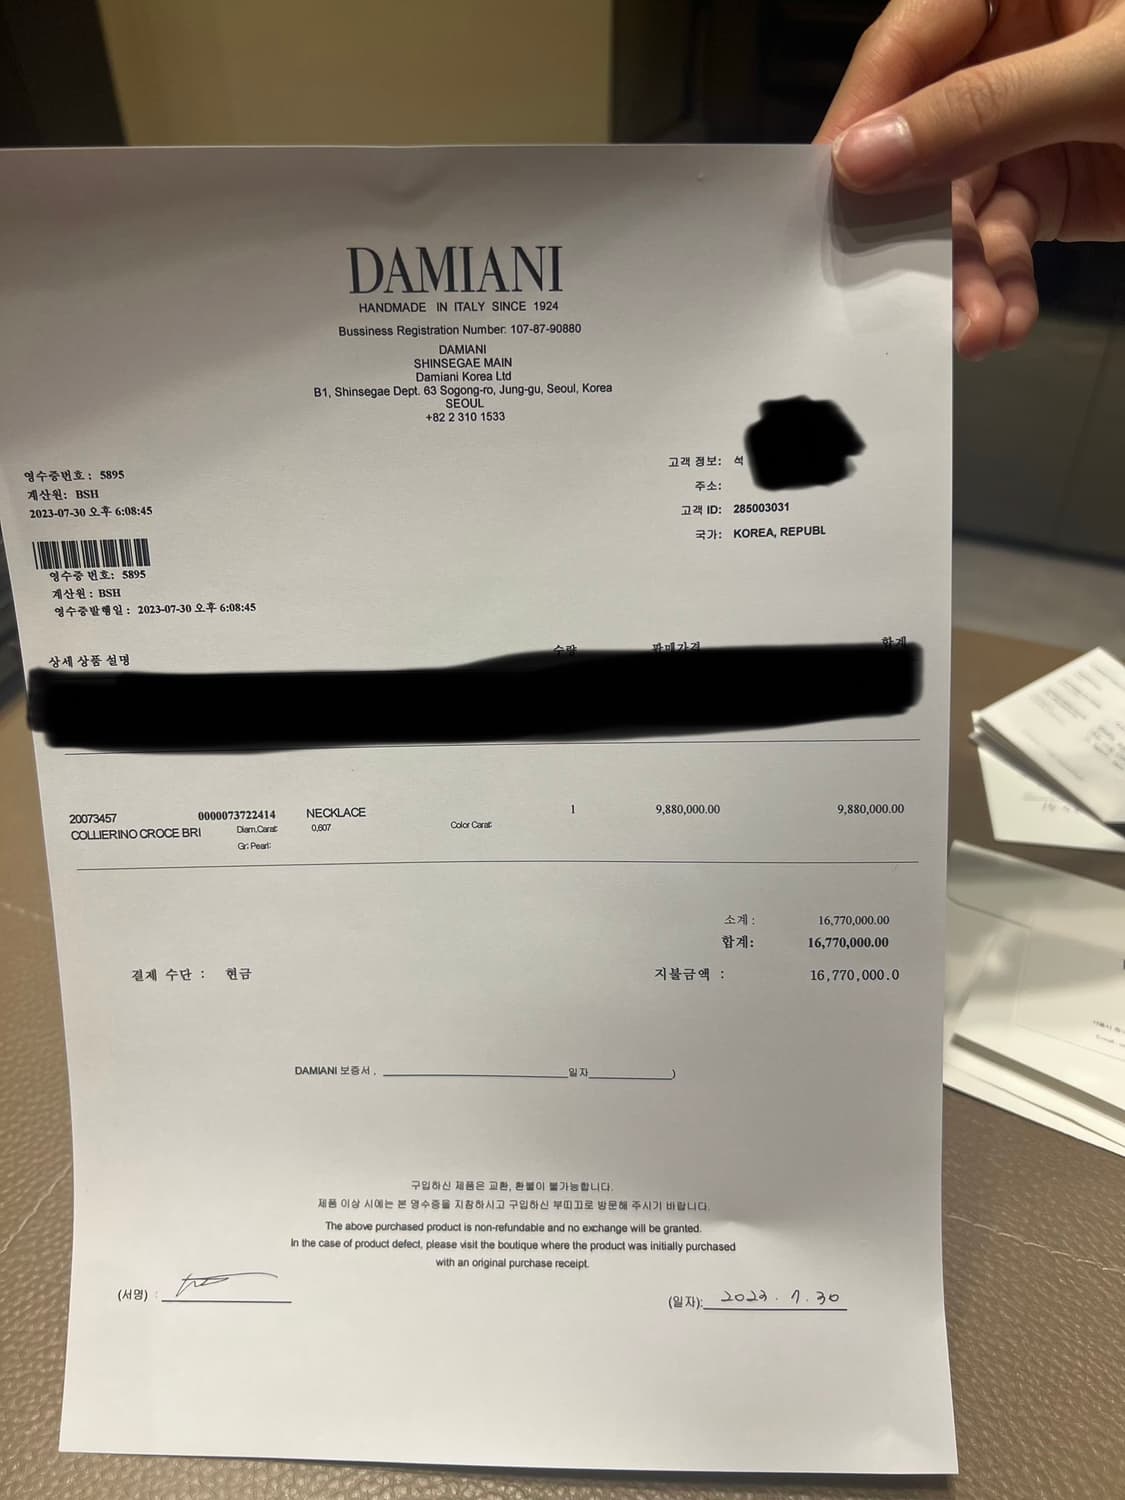 DAMIANI
HANDMADE IN ITALY SINCE 1924
Bussiness Registration Number: 107-87-90880
DAMIANI
SHINSEGAE MAIN
Damiani Korea Ltd
B1, Shinsegae Dept. 63 Sogong-ro, Jung-gu, Seoul, Korea
SEOUL
+82 2 310 1533
영수증번호: 5895
계산원: BSH
2023-07-30 오후 6:08:45
고객 정보: 석
주소:
고객 ID: 285003031
국가: KOREA, REPUBL
영수증 번호: 5895
계산원: BSH
영수증발행일: 2023-07-30 오후 6:08:45
상세 상품 설명 수량 판매가격 합계
20073457 0000073722414 NECKLACE 1 9,880,000.00 9,880,000.00
COLLIERINO CROCE BRI Diam.Carat: 0,607 Color Carat:
Gr; Pearl:
소계: 16,770,000.00
합계: 16,770,000.00
결제 수단 : 현금 지불금액 : 16,770,000.0
DAMIANI 보증서, 일자 )
구입하신 제품은 교환, 환불이 불가능합니다.
제품 이상 시에는 본 영수증을 지참하시고 구입하신 부띠끄로 방문해 주시기 바랍니다.
The above purchased product is non-refundable and no exchange will be granted.
In the case of product defect, please visit the boutique where the product was initially purchased
with an original purchase receipt.
(서명) :
(일자): 2023. 7. 30